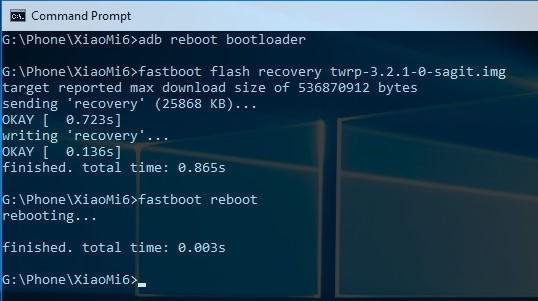 Command Prompt
G:\Phone\XiaoMi6>adb reboot bootloader
G:\Phone\XiaoMi6>fastboot flash recovery twrp-3.2.1-0-sagit.img
target reported max download size of 536870912 bytes
sending 'recovery' (25868 KB)...
OKAY [  0.723s]
writing 'recovery'...
OKAY [  0.136s]
finished. total time: 0.865s
G:\Phone\XiaoMi6>fastboot reboot
rebooting...
finished. total time: 0.003s
G:\Phone\XiaoMi6>